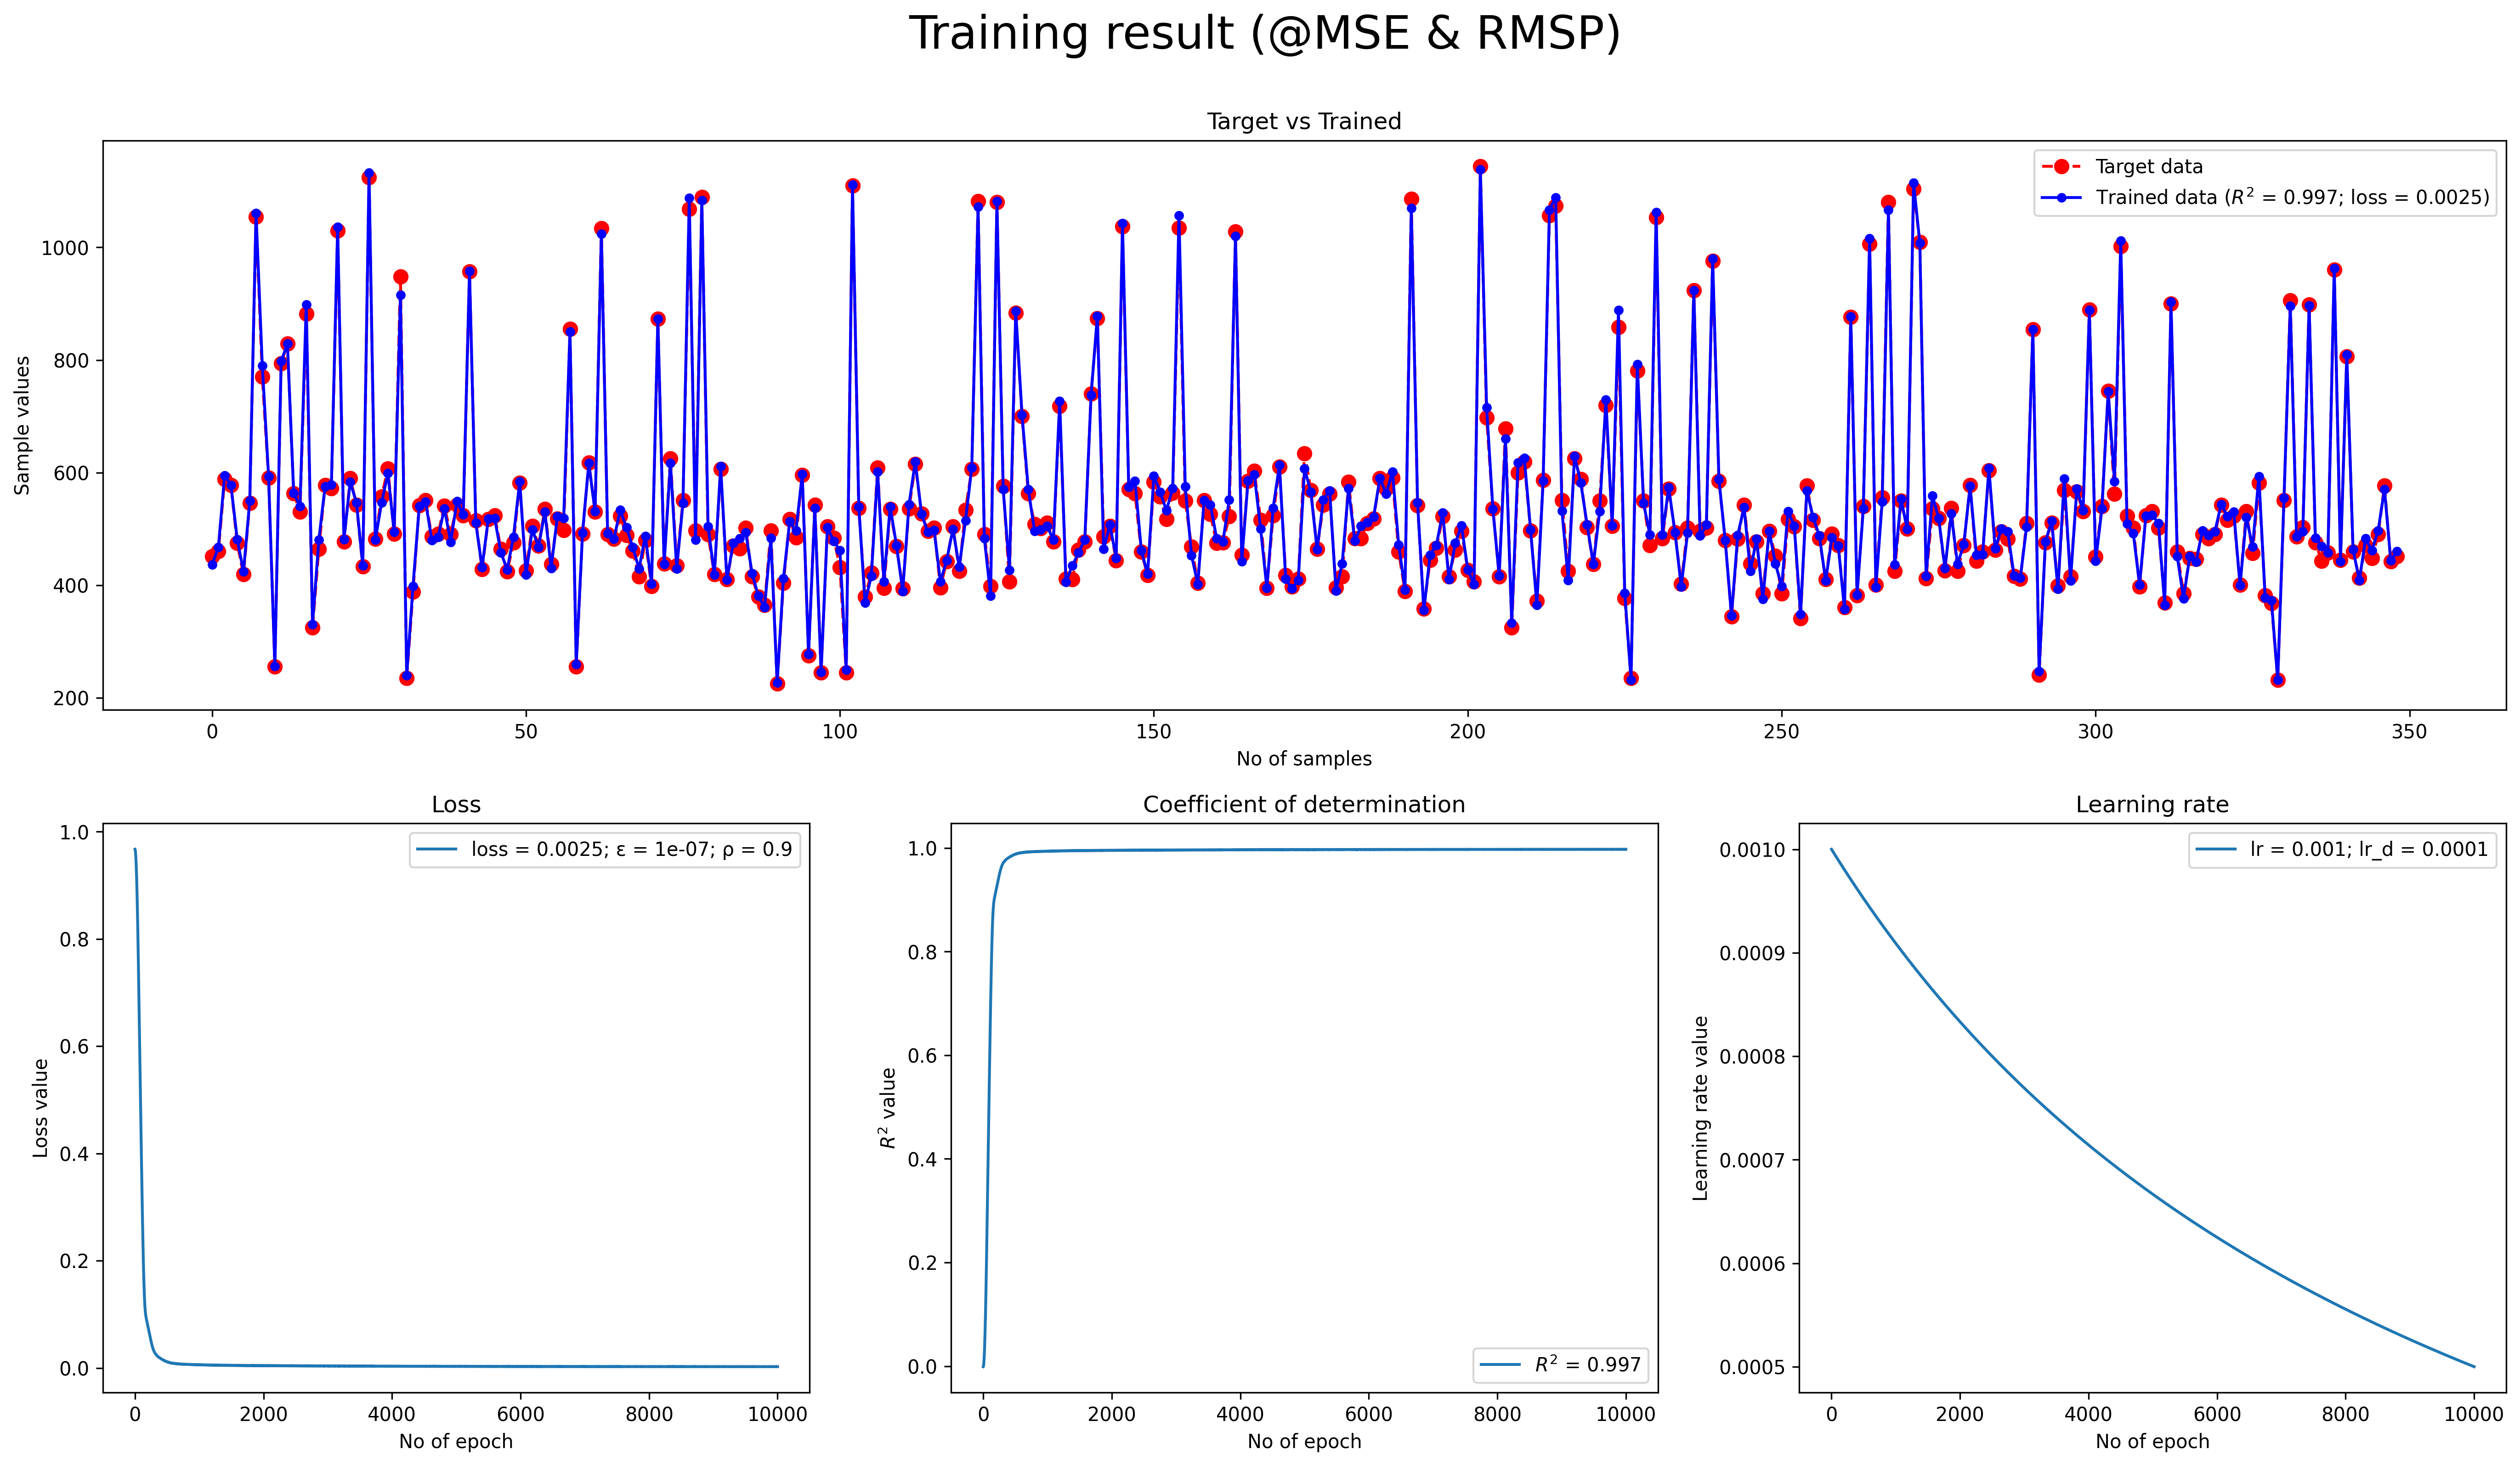 Training result (@MSE & RMSP)
Target vs Trained
Target data
Trained data (R² = 0.997; loss = 0.0025)
Sample values
1000
800
600
400
200
0 50 100 150 200 250 300 350
No of samples
Loss
loss = 0.0025; ε = 1e-07; ρ = 0.9
Loss value
1.0
0.8
0.6
0.4
0.2
0.0
0 2000 4000 6000 8000 10000
No of epoch
Coefficient of determination
R² value
1.0
0.8
0.6
0.4
0.2
0.0
R² = 0.997
0 2000 4000 6000 8000 10000
No of epoch
Learning rate
lr = 0.001; lr_d = 0.0001
Learning rate value
0.0010
0.0009
0.0008
0.0007
0.0006
0.0005
0 2000 4000 6000 8000 10000
No of epoch